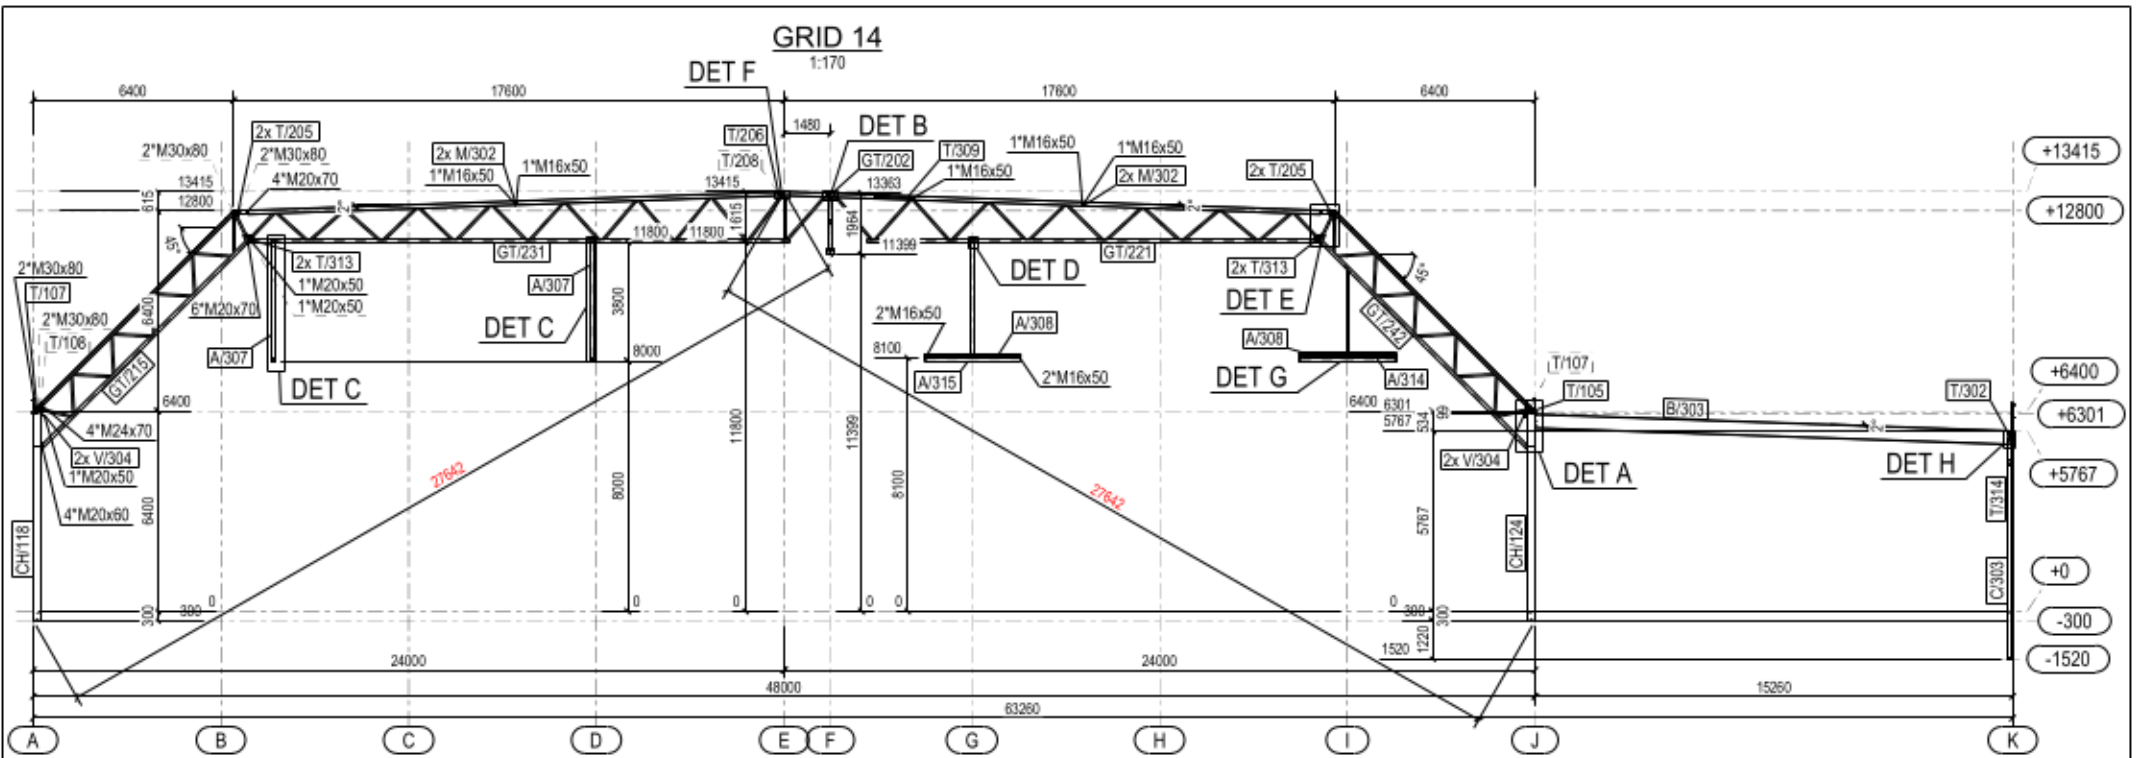 GRID 14
1:170
DET F
6400
17600
17600
6400
1480
2x T/205
T/206
DET B
1*M16x50
+13415
2*M30x80
2*M30x80
2x M/302
1*M16x50
T/208
GT/202
T/309
1*M16x50
2x T/205
4*M20x70
1*M16x50
1*M16x50
2x M/302
13415
13415
13363
615
12800
2°
2°
+12800
615
1964
45°
11800
11800
11399
GT/231
GT/221
2*M30x80
2x T/313
DET D
2x T/313
45°
T/107
1*M20x50
A/307
DET E
6400
6*M20x70
1*M20x50
3800
2*M30x80
DET C
2*M16x50
A/308
GT/242
T/108
A/307
8000
8100
A/308
GT/215
DET C
A/315
2*M16x50
DET G
A/314
T/107
+6400
6400
6400
6301
99
T/105
B/303
T/302
+6301
5767
534
2°
4*M24x70
11800
11399
2x V/304
2x V/304
DET A
DET H
+5767
1*M20x50
27642
8100
27642
6400
8000
4*M20x60
5767
T/314
CH/118
CH/124
+0
C/303
0
0
0
0
0
0
300
300
300
300
-300
1220
24000
24000
1520
-1520
48000
15260
63260
A
B
C
D
E
F
G
H
I
J
K